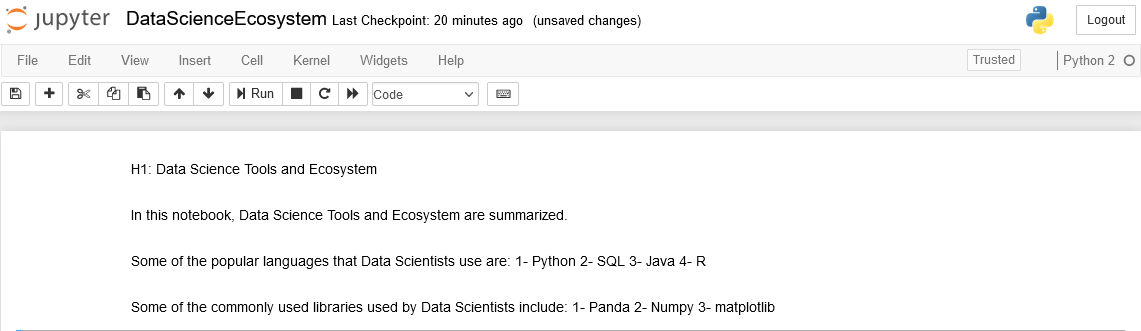 jupyter DataScienceEcosystem Last Checkpoint: 20 minutes ago (unsaved changes) Logout
File Edit View Insert Cell Kernel Widgets Help Trusted Python 2
Run Code
H1: Data Science Tools and Ecosystem
In this notebook, Data Science Tools and Ecosystem are summarized.
Some of the popular languages that Data Scientists use are: 1- Python 2- SQL 3- Java 4- R
Some of the commonly used libraries used by Data Scientists include: 1- Panda 2- Numpy 3- matplotlib